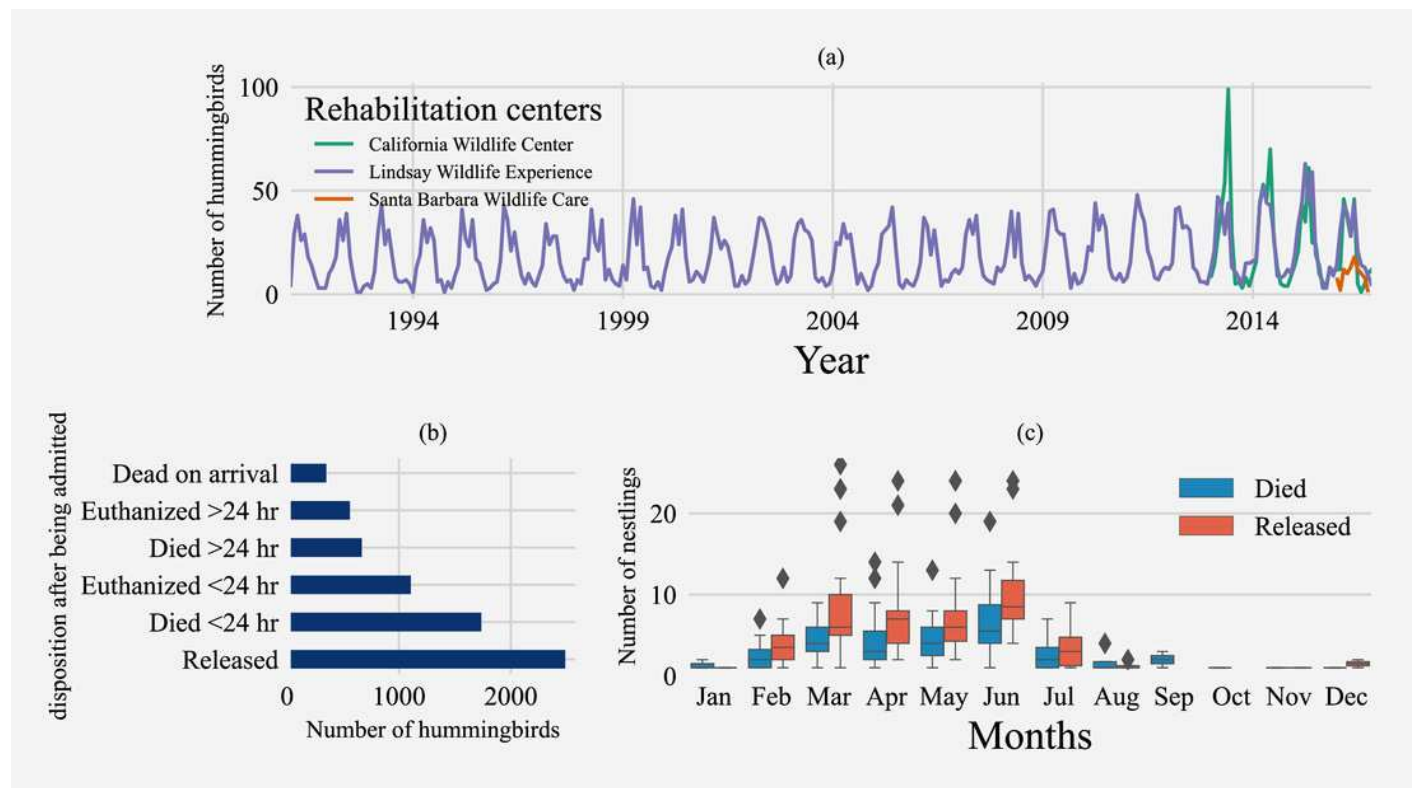 (a)
Number of hummingbirds
100
50
0
Rehabilitation centers
California Wildlife Center
Lindsay Wildlife Experience
Santa Barbara Wildlife Care
1994 1999 2004 2009 2014
Year
(b)
disposition after being admitted
Dead on arrival
Euthanized >24 hr
Died >24 hr
Euthanized <24 hr
Died <24 hr
Released
0 1000 2000
Number of hummingbirds
(c)
Number of nestlings
20
10
0
Died
Released
Jan Feb Mar Apr May Jun Jul Aug Sep Oct Nov Dec
Months